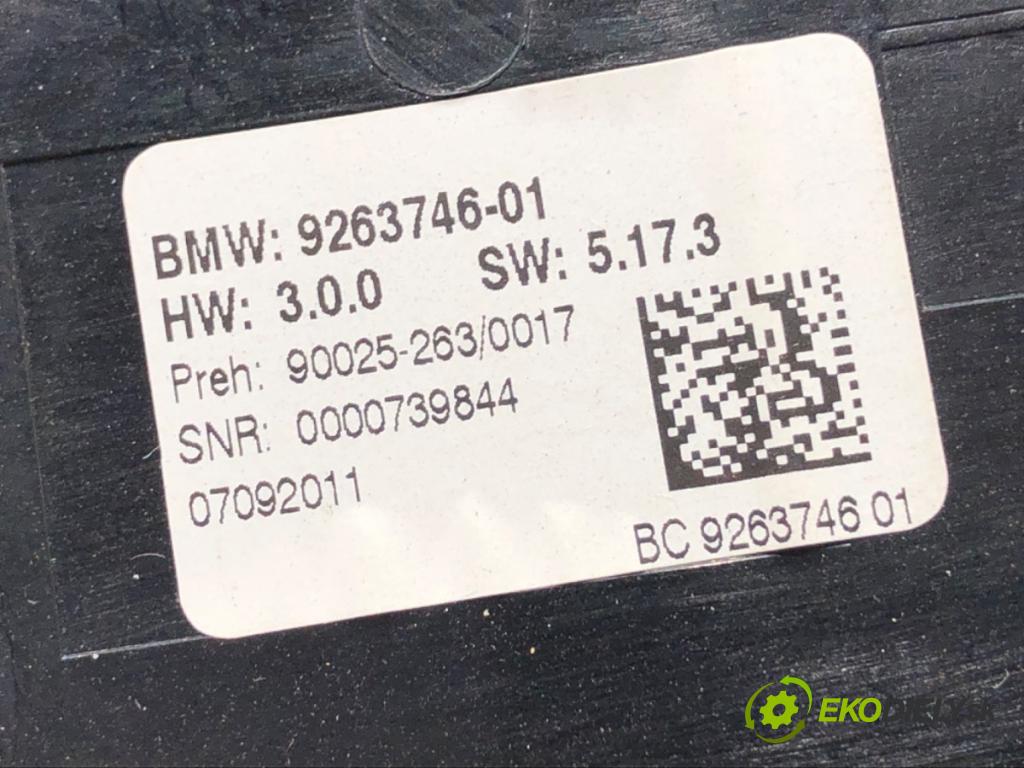 BMW: 9263746-01
HW: 3.0.0 SW: 5.17.3
Preh: 90025-263/0017
SNR: 0000739844
07092011
BC 9263746 01
EKO